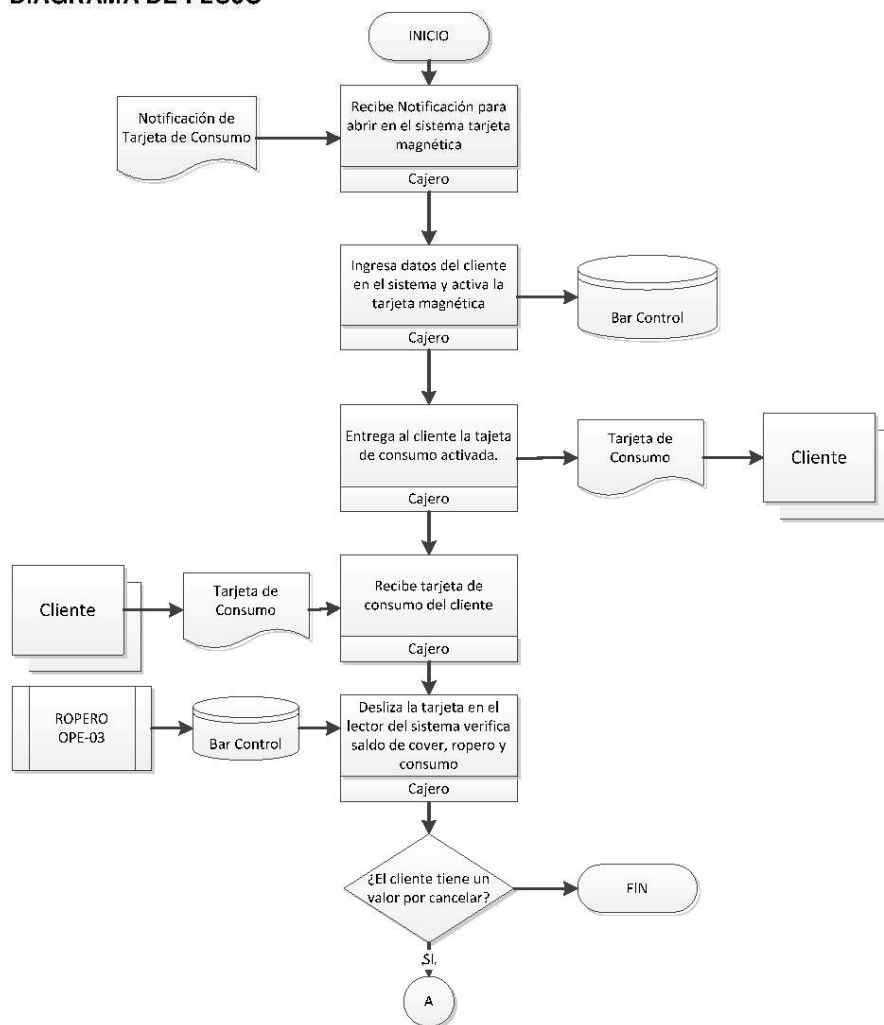 DIAGRAMA DE FLUJO
INICIO
Notificación de
Tarjeta de Consumo
Recibe Notificación para
abrir en el sistema tarjeta
magnética
Cajero
Ingresa datos del cliente
en el sistema y activa la
tarjeta magnética
Cajero
Bar Control
Entrega al cliente la tajeta
de consumo activada.
Cajero
Tarjeta de
Consumo
Cliente
Cliente
Tarjeta de
Consumo
Recibe tarjeta de
consumo del cliente
Cajero
ROPERO
OPE-03
Bar Control
Desliza la tarjeta en el
lector del sistema verifica
saldo de cover, ropero y
consumo
Cajero
¿El cliente tiene un
valor por cancelar?
FIN
SI
A